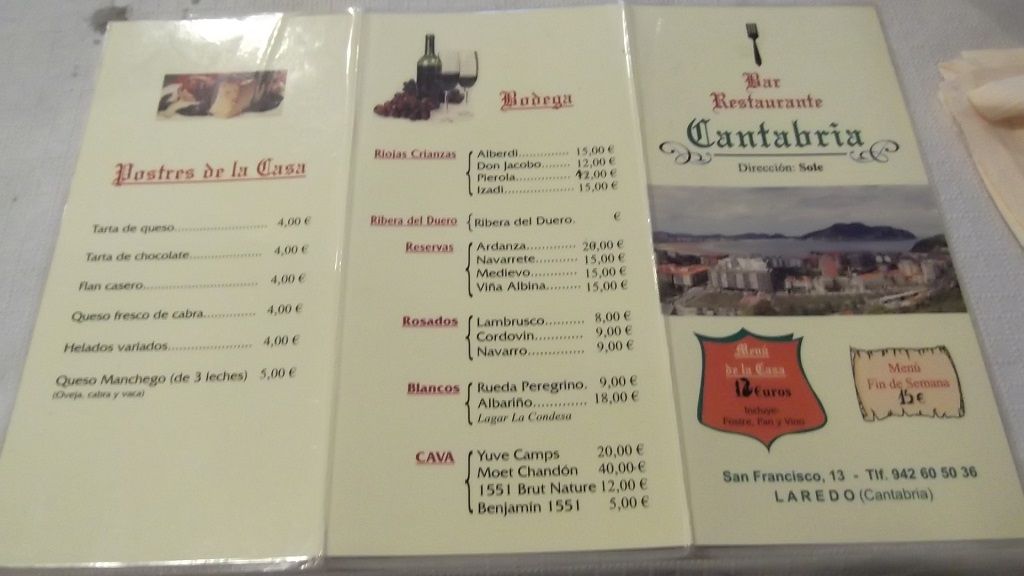 Postres de la Casa
Tarta de queso........................... 4,00 €
Tarta de chocolate.................... 4,00 €
Flan casero................................ 4,00 €
Queso fresco de cabra.............. 4,00 €
Helados variados....................... 4,00 €
Queso Manchego (de 3 leches) 5,00 €
(Oveja, cabra y vaca)
Bodega
Riojas Crianzas
Alberdi.............. 15,00 €
Don Jacobo........ 12,00 €
Pierola............... 12,00 €
Izadi................... 15,00 €
Ribera del Duero
Ribera del Duero. €
Reservas
Ardanza............. 20,00 €
Navarrete.......... 15,00 €
Medievo............. 15,00 €
Viña Albina......... 15,00 €
Rosados
Lambrusco.......... 8,00 €
Cordovin............. 9,00 €
Navarro.............. 9,00 €
Blancos
Rueda Peregrino. 9,00 €
Albariño............. 18,00 €
Lagar La Condesa
CAVA
Yuve Camps 20,00 €
Moet Chandón 40,00 €
1551 Brut Nature 12,00 €
Benjamin 1551 5,00 €
Bar
Restaurante
Cantabria
Dirección: Sole
Menú
de la Casa
12 Euros
Incluye:
Postre, Pan y Vino
Menú
Fin de Semana
15 €
San Francisco, 13 - Tlf. 942 60 50 36
LAREDO (Cantabria)